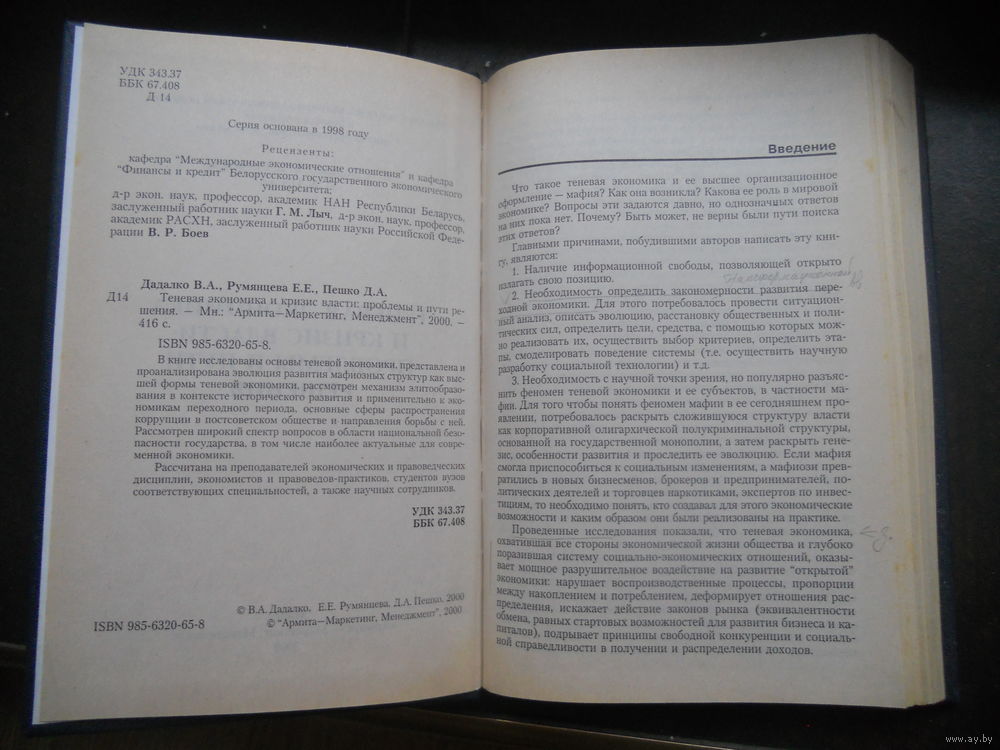 УДК 343.37
ББК 67.408
Д 14
Серия основана в 1998 году
Рецензенты:
кафедра “Международные экономические отношения” и кафедра
“Финансы и кредит” Белорусского государственного экономического
университета;
д-р экон. наук, профессор, академик НАН Республики Беларусь,
заслуженный работник науки Г. М. Лыч, д-р экон. наук, профессор,
академик РАСХН, заслуженный работник науки Российской Феде-
рации В. Р. Боев
Дадалко В.А., Румянцева Е.Е., Пешко Д.А.
Д14 Теневая экономика и кризис власти: проблемы и пути ре-
шения. – Мн.: “Армита–Маркетинг, Менеджмент”, 2000. –
416 с.
ISBN 985-6320-65-8.
В книге исследованы основы теневой экономики, представлена и
проанализирована эволюция развития мафиозных структур как выс-
шей формы теневой экономики, рассмотрен механизм элитообразо-
вания в контексте исторического развития и применительно к эко-
номикам переходного периода, основные сферы распространения
коррупции в постсоветском обществе и направления борьбы с ней.
Рассмотрен широкий спектр вопросов в области национальной безо-
пасности государства, в том числе наиболее актуальные для совре-
менной экономики.
Рассчитана на преподавателей экономических и правоведческих
дисциплин, экономистов и правоведов-практиков, студентов вузов
соответствующих специальностей, а также научных сотрудников.
УДК 343.37
ББК 67.408
© В.А. Дадалко, Е.Е. Румянцева, Д.А. Пешко, 2000
ISBN 985-6320-65-8 © “Армита–Маркетинг, Менеджмент”, 2000
Введение
Что такое теневая экономика и ее высшее организационное
оформление – мафия? Как она возникла? Какова ее роль в мировой
экономике? Вопросы эти задаются давно, но однозначных ответов
на них пока нет. Почему? Быть может, не верны были пути поиска
этих ответов?
Главными причинами, побудившими авторов написать эту кни-
гу, являются:
1. Наличие информационной свободы, позволяющей открыто
излагать свою позицию.
2. Необходимость определить закономерности развития пере-
ходной экономики. Для этого потребовалось провести ситуацион-
ный анализ, описать эволюцию, расстановку общественных и поли-
тических сил, определить цели, средства, с помощью которых мож-
но реализовать их, осуществить выбор критериев, определить эта-
пы, смоделировать поведение системы (т.е. осуществить научную
разработку социальной технологии) и т.д.
3. Необходимость с научной точки зрения, но популярно разъяс-
нить феномен теневой экономики и ее субъектов, в частности ма-
фии. Для того чтобы понять феномен мафии в ее сегодняшнем про-
явлении, потребовалось раскрыть сложившуюся структуру власти
как корпоративной олигархической полукриминальной структуры,
основанной на государственной монополии, а затем раскрыть гене-
зис, особенности развития и проследить ее эволюцию. Если мафия
смогла приспособиться к социальным изменениям, а мафиози прев-
ратились в новых бизнесменов, брокеров и предпринимателей, по-
литических деятелей и торговцев наркотиками, экспертов по инвес-
тициям, то необходимо понять, кто создавал для этого экономические
возможности и каким образом они были реализованы на практике.
Проведенные исследования показали, что теневая экономика,
охватившая все стороны экономической жизни общества и глубоко
поразившая систему социально-экономических отношений, оказы-
вает мощное разрушительное воздействие на развитие “открытой”
экономики: нарушает воспроизводственные процессы, пропорции
между накоплением и потреблением, деформирует отношения рас-
пределения, искажает действие законов рынка (эквивалентности
обмена, равных стартовых возможностей для развития бизнеса и ка-
питалов), подрывает принципы свободной конкуренции и социаль-
ной справедливости в получении и распределении доходов.
www.ay.by